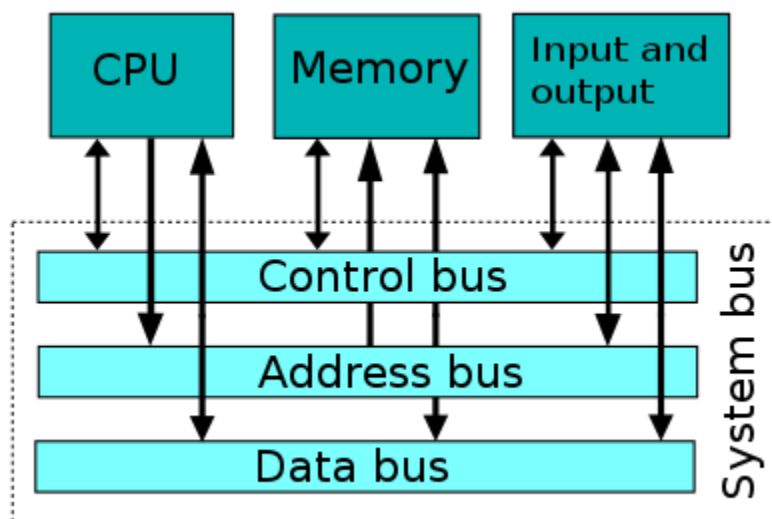 CPU
Memory
Input and
output
Control bus
Address bus
Data bus
System bus